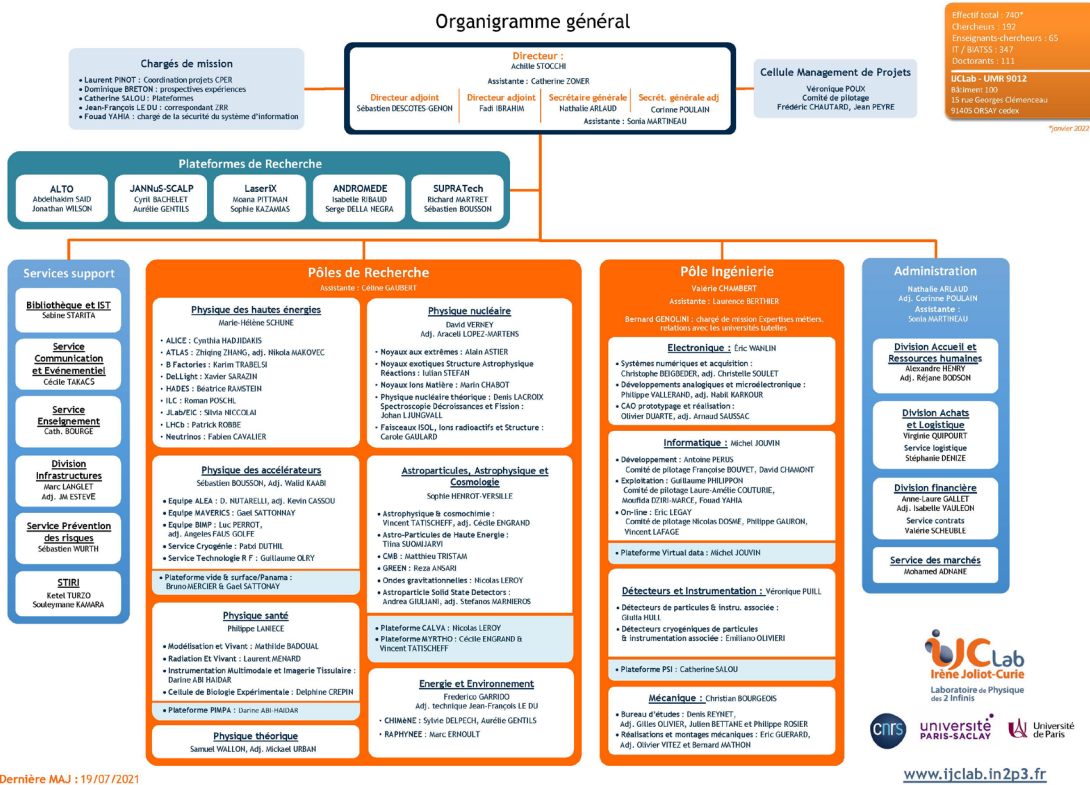 Organigramme général
Effectif total : 740*
Chercheurs : 192
Enseignants-chercheurs : 65
IT / BIATSS : 347
Doctorants : 111
IJCLab - UMR 9012
Bâtiment 100
15 rue Georges Clémenceau
91405 ORSAY cedex
*janvier 2022
Chargés de mission
• Laurent PINOT : Coordination projets CPER
• Dominique BRETON : prospectives expériences
• Catherine SALOU : Plateformes
• Jean-François LE DU : correspondant ZRR
• Fouad YAHIA : chargé de la sécurité du système d'information
Directeur :
Achille STOCCHI
Assistante : Catherine ZOMER
Directeur adjoint
Sébastien DESCOTES-GENON
Directeur adjoint
Fadi IBRAHIM
Secrétaire générale
Nathalie ARLAUD
Secrét. générale adj
Corinne POULAIN
Assistante : Sonia MARTINEAU
Cellule Management de Projets
Véronique POUX
Comité de pilotage
Frédéric CHAUTARD, Jean PEYRE
Plateformes de Recherche
ALTO
Abdelhakim SAID
Jonathan WILSON
JANNuS-SCALP
Cyril BACHELET
Aurélie GENTILS
LaseriX
Moana PITTMAN
Sophie KAZAMIAS
ANDROMEDE
Isabelle RIBAUD
Serge DELLA NEGRA
SUPRATech
Richard MARTRET
Sébastien BOUSSON
Services support
Bibliothèque et IST
Sabine STARITA
Service
Communication
et Evénementiel
Cécile TAKACS
Service
Enseignement
Cath. BOURGE
Division
Infrastructures
Marc LANGLET
Adj. JM ESTEVE
Service Prévention
des risques
Sébastien WURTH
STIRI
Ketel TURZO
Souleymane KAMARA
Pôles de Recherche
Assistante : Céline GAUBERT
Physique des hautes énergies
Marie-Hélène SCHUNE
• ALICE : Cynthia HADJIDAKIS
• ATLAS : Zhiqing ZHANG, adj. Nikola MAKOVEC
• B Factories : Karim TRABELSI
• DeLLight : Xavier SARAZIN
• HADES : Béatrice RAMSTEIN
• ILC : Roman POSCHL
• JLab/EIC : Silvia NICCOLAI
• LHCb : Patrick ROBBE
• Neutrinos : Fabien CAVALIER
Physique des accélérateurs
Sébastien BOUSSON, Adj. Walid KAABI
• Equipe ALEA : D. NUTARELLI, adj. Kevin CASSOU
• Equipe MAVERICS : Gael SATTONNAY
• Equipe BIMP : Luc PERROT,
adj. Angeles FAUS GOLFE
• Service Cryogénie : Patxi DUTHIL
• Service Technologie R F : Guillaume OLRY
• Plateforme vide & surface/Panama :
Bruno MERCIER & Gael SATTONAY
Physique santé
Philippe LANIECE
• Modélisation et Vivant : Mathilde BADOUAL
• Radiation Et Vivant : Laurent MENARD
• Instrumentation Multimodale et Imagerie Tissulaire :
Darine ABI HAIDAR
• Cellule de Biologie Expérimentale : Delphine CREPIN
• Plateforme PIMPA : Darine ABI-HAIDAR
Physique théorique
Samuel WALLON, Adj. Mickael URBAN
Physique nucléaire
David VERNEY
Adj. Araceli LOPEZ-MARTENS
• Noyaux aux extrêmes : Alain ASTIER
• Noyaux exotiques Structure Astrophysique
Réactions : Iulian STEFAN
• Noyaux Ions Matière : Marin CHABOT
• Physique nucléaire théorique : Denis LACROIX
Spectroscopie Décroissances et Fission :
Johan LJUNGVALL
• Faisceaux ISOL, Ions radioactifs et Structure :
Carole GAULARD
Astroparticules, Astrophysique et
Cosmologie
Sophie HENROT-VERSILLE
• Astrophysique & cosmochimie :
Vincent TATISCHEFF, adj. Cécile ENGRAND
• Astro-Particules de Haute Energie :
Tiina SUOMIJARVI
• CMB : Matthieu TRISTAM
• GREEN : Reza ANSARI
• Ondes gravitationnelles : Nicolas LEROY
• Astroparticle Solid State Detectors :
Andrea GIULIANI, adj. Stefanos MARNIEROS
• Plateforme CALVA : Nicolas LEROY
• Plateforme MYRTHO : Cécile ENGRAND &
Vincent TATISCHEFF
Energie et Environnement
Frederico GARRIDO
Adj. technique Jean-François LE DU
• CHIMèNE : Sylvie DELPECH, Aurélie GENTILS
• RAPHYNEE : Marc ERNOULT
Pôle Ingénierie
Valérie CHAMBERT
Assistante : Laurence BERTHIER
Bernard GENOLINI : chargé de mission Expertises métiers,
relations avec les universités tutelles
Electronique : Éric WANLIN
• Systèmes numériques et acquisition :
Christophe BEIGBEDER, adj. Christelle SOULET
• Développements analogiques et microélectronique :
Philippe VALLERAND, adj. Nabil KARKOUR
• CAO prototypage et réalisation :
Olivier DUARTE, adj. Arnaud SAUSSAC
Informatique : Michel JOUVIN
• Développement : Antoine PERUS
Comité de pilotage Françoise BOUVET, David CHAMONT
• Exploitation : Guillaume PHILIPPON
Comité de pilotage Laure-Amélie COUTURIE,
Moufida DZIRI-MARCE, Fouad YAHIA
• On-line : Eric LEGAY
Comité de pilotage Nicolas DOSME, Philippe GAURON,
Vincent LAFAGE
• Plateforme Virtual data : Michel JOUVIN
Détecteurs et Instrumentation : Véronique PUILL
• Détecteurs de particules & instru. associée :
Giulia HULL
• Détecteurs cryogéniques de particules
& instrumentation associée : Emiliano OLIVIERI
• Plateforme PSI : Catherine SALOU
Mécanique : Christian BOURGEOIS
• Bureau d'études : Denis REYNET,
Adj. Gilles OLIVIER, Julien BETTANE et Philippe ROSIER
• Réalisations et montages mécaniques : Eric GUERARD,
Adj. Olivier VITEZ et Bernard MATHON
Administration
Nathalie ARLAUD
Adj. Corinne POULAIN
Assistante :
Sonia MARTINEAU
Division Accueil et
Ressources humaines
Alexandre HENRY
Adj. Réjane BODSON
Division Achats
et Logistique
Virginie QUIPOURT
Service logistique
Stéphanie DENIZE
Division financière
Anne-Laure GALLET
Adj. Isabelle VAULEON
Service contrats
Valérie SCHEUBLE
Service des marchés
Mohamed ADNANE
IJCLab
Irène Joliot-Curie
Laboratoire de Physique
des 2 Infinis
cnrs
université
PARIS-SACLAY
Université
de Paris
www.ijclab.in2p3.fr
Dernière MAJ : 19/07/2021